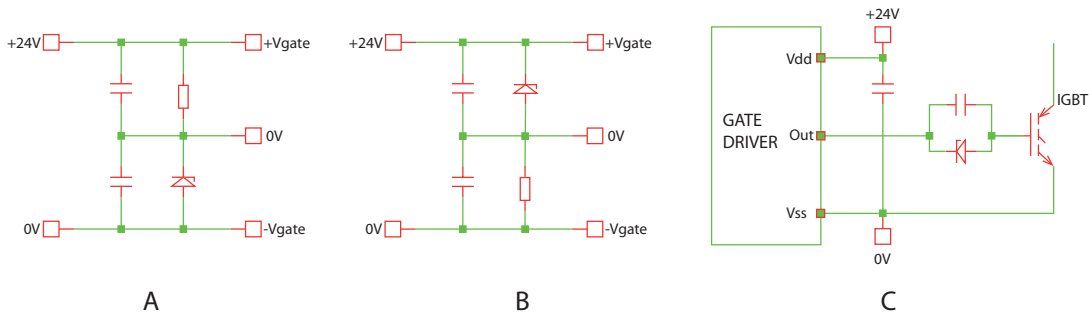 +24V
+Vgate
0V
0V
-Vgate
A
+24V
+Vgate
0V
0V
-Vgate
B
+24V
Vdd
IGBT
GATE
DRIVER
Out
Vss
0V
C